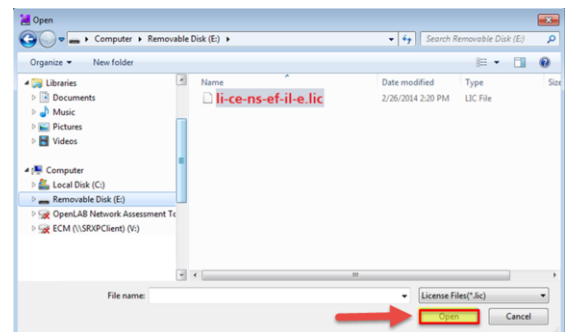 Open
Computer ▸ Removable Disk (E:) ▸
Search Removable Disk (E:)
Organize ▾ New folder
Name Date modified Type Size
Libraries
Documents
Music
Pictures
Videos
li-ce-ns-ef-il-e.lic 2/26/2014 2:20 PM LIC File
Computer
Local Disk (C:)
Removable Disk (E:)
OpenLAB Network Assessment To
ECM (\\SRXPClient) (V:)
File name: License Files(*.lic)
Open Cancel